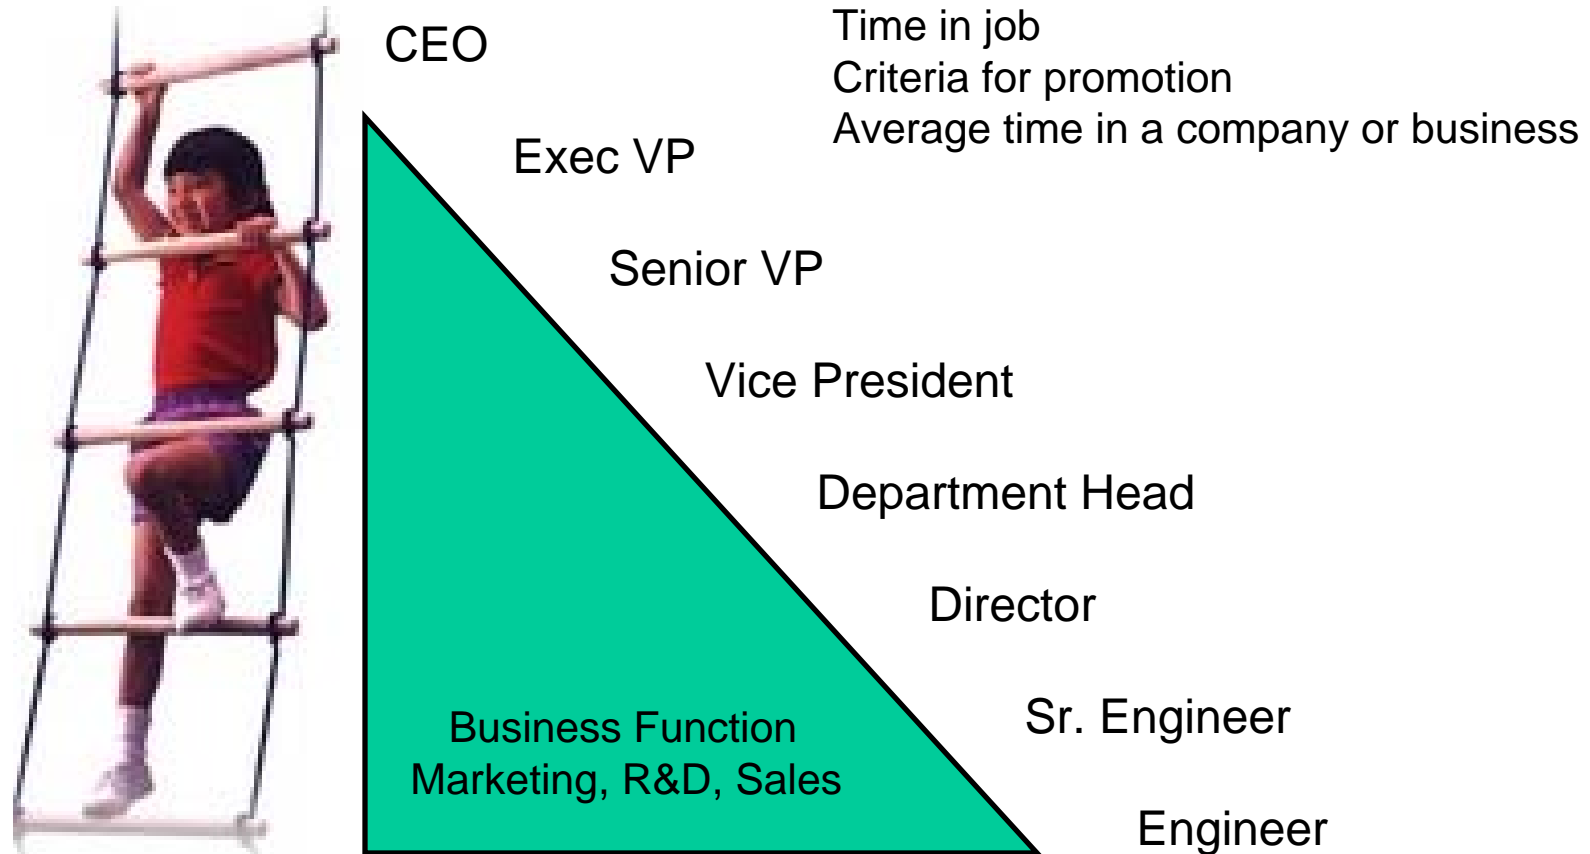 CEO
Time in job
Criteria for promotion
Average time in a company or business
Exec VP
Senior VP
Vice President
Department Head
Director
Sr. Engineer
Business Function
Marketing, R&D, Sales
Engineer